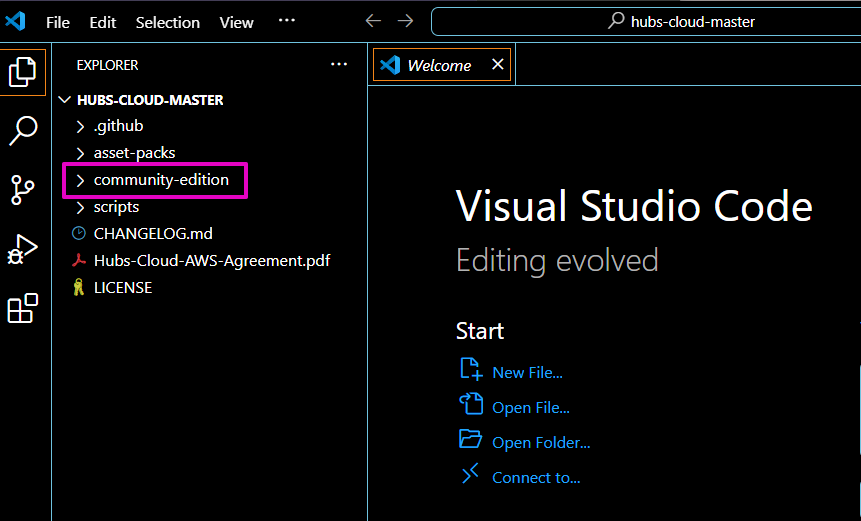 File Edit Selection View ··· hubs-cloud-master
EXPLORER ···
Welcome
HUBS-CLOUD-MASTER
.github
asset-packs
community-edition
scripts
CHANGELOG.md
Hubs-Cloud-AWS-Agreement.pdf
LICENSE
Visual Studio Code
Editing evolved
Start
New File...
Open File...
Open Folder...
Connect to...